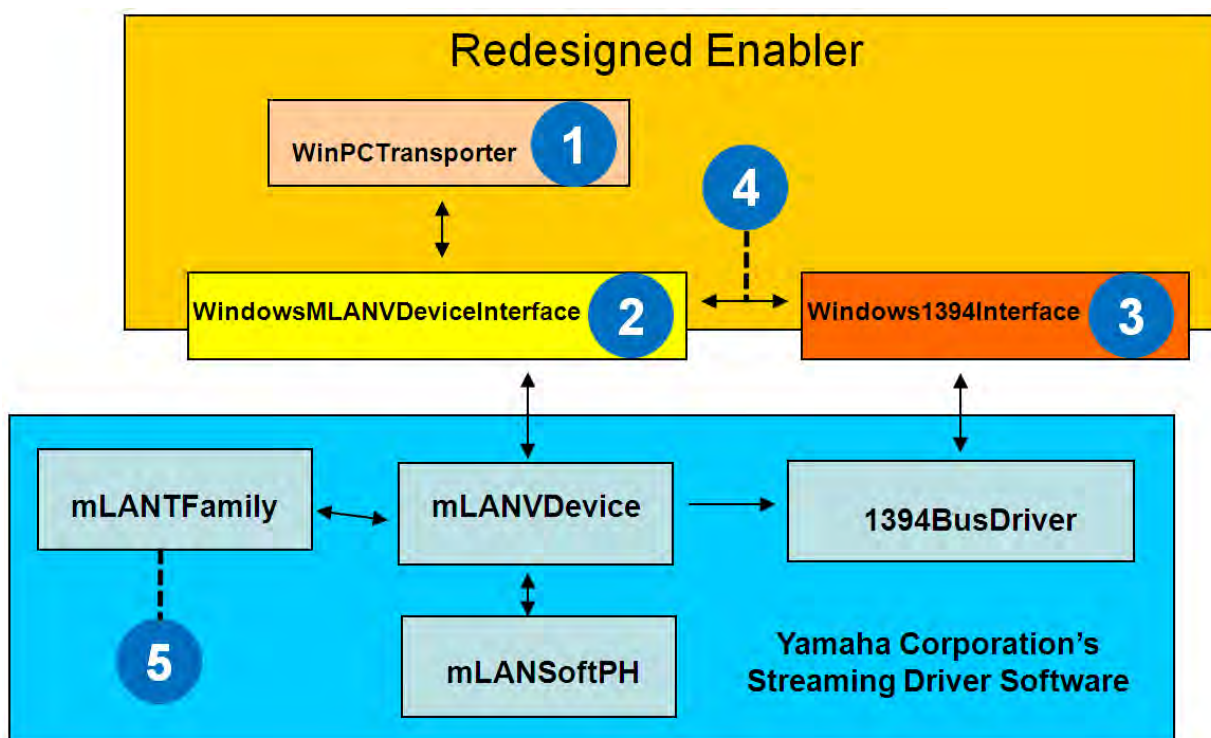 Redesigned Enabler
WinPCTransporter
1
4
WindowsMLANVDeviceInterface
2
Windows1394Interface
3
mLANTFamily
mLANVDevice
1394BusDriver
5
mLANSoftPH
Yamaha Corporation’s
Streaming Driver Software